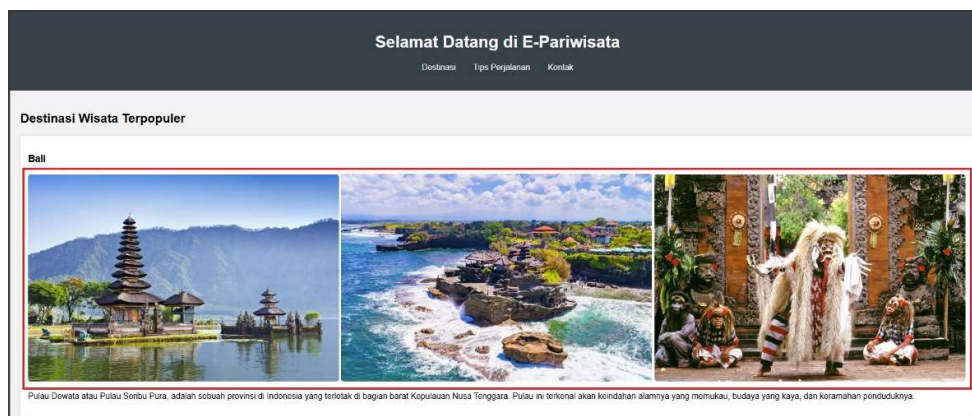 Selamat Datang di E-Pariwisata
Destinasi Tips Perjalanan Kontak
Destinasi Wisata Terpopuler
Bali
Pulau Dewata atau Pulau Seribu Pura, adalah sebuah provinsi di Indonesia yang terletak di bagian barat Kepulauan Nusa Tenggara. Pulau ini terkenal akan keindahan alamnya yang memukau, budaya yang kaya, dan keramahan penduduknya.